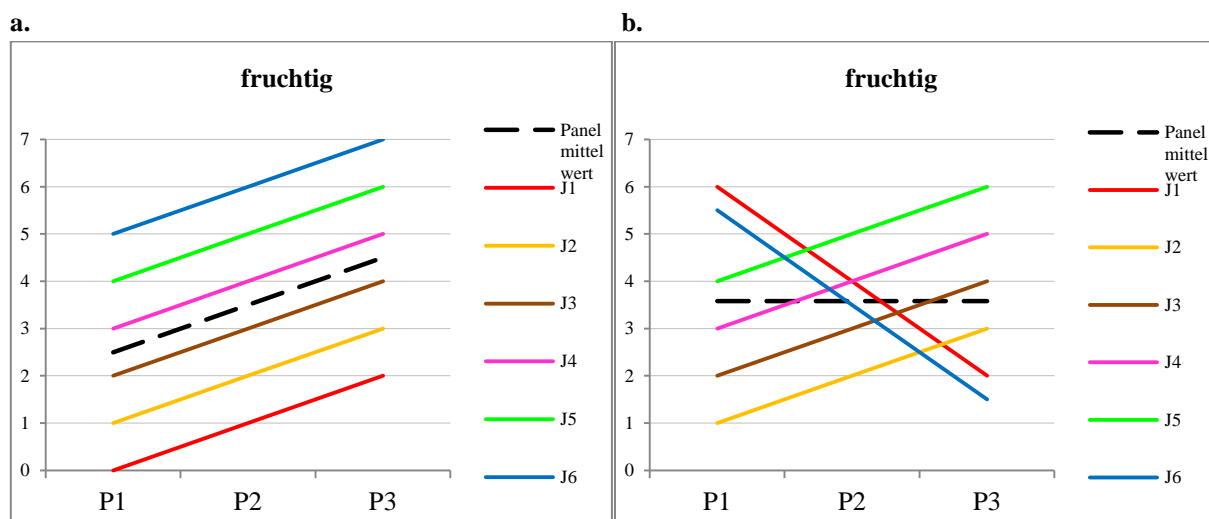 a.
fruchtig
7
6
5
4
3
2
1
0
P1 P2 P3
Panel
mittel
wert
J1
J2
J3
J4
J5
J6
b.
fruchtig
7
6
5
4
3
2
1
0
P1 P2 P3
Panel
mittel
wert
J1
J2
J3
J4
J5
J6